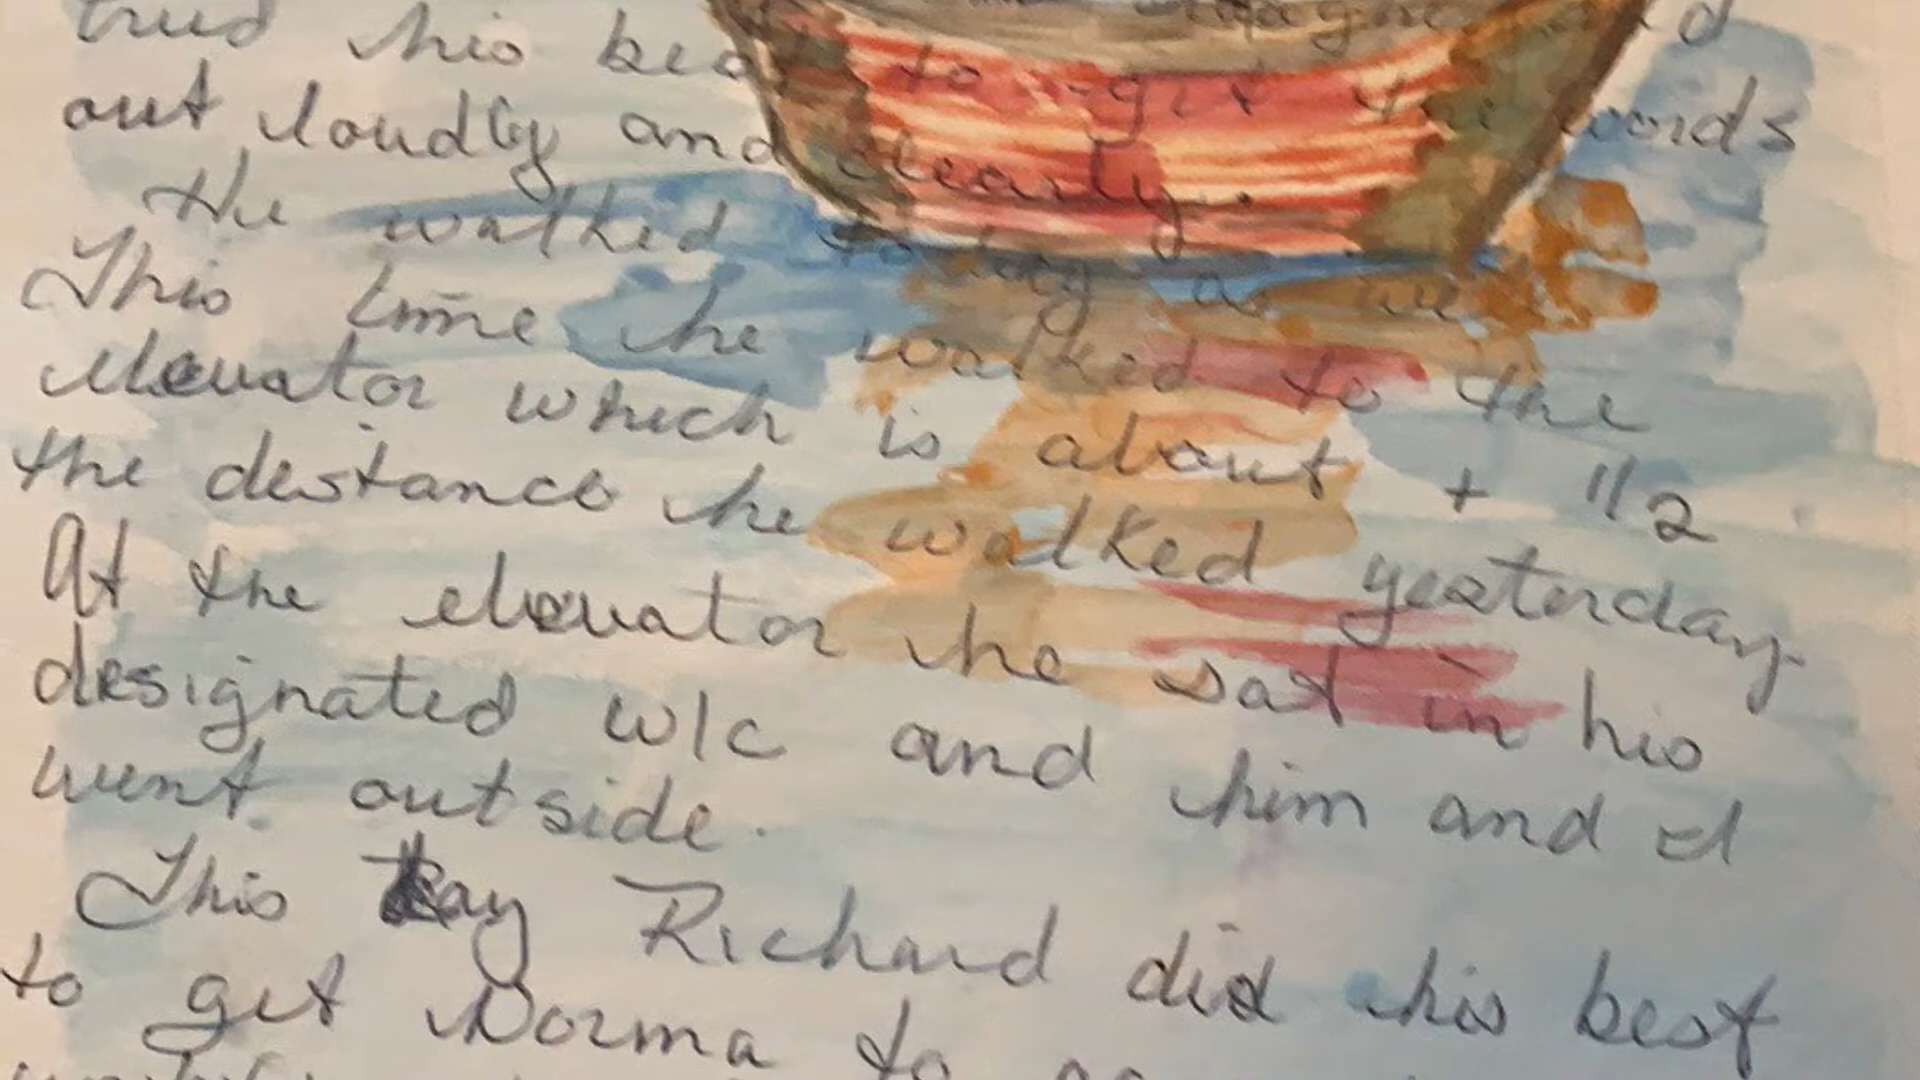 tried his best to get the words
out loudly and clearly.
He walked today as well
This time he walked to the
elevator which is about + 1/2
the distance he walked yesterday.
At the elevator he sat in his
designated w/c and him and I
went outside.
This day Richard did his best
to get Norma to